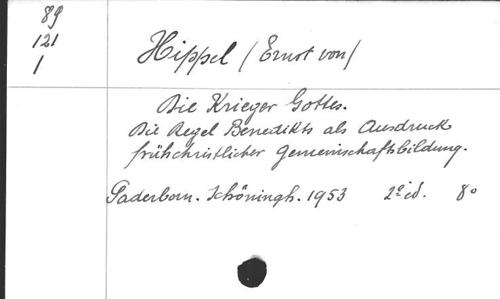 89
121
1
Hippel (Ernst von)
Die Krieger Gottes.
Die Regel Benedikts als Ausdruck
frühchristlicher Gemeinschaftsbildung.
Paderborn. Schöningh. 1953 2e éd. 8o